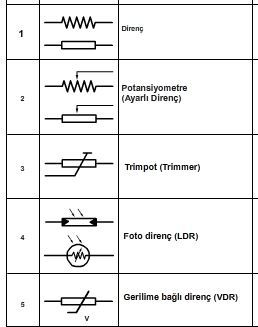 1
Direnç
2
Potansiyometre
(Ayarlı Direnç)
3
Trimpot (Trimmer)
4
Foto direnç (LDR)
5
V
Gerilime bağlı direnç (VDR)